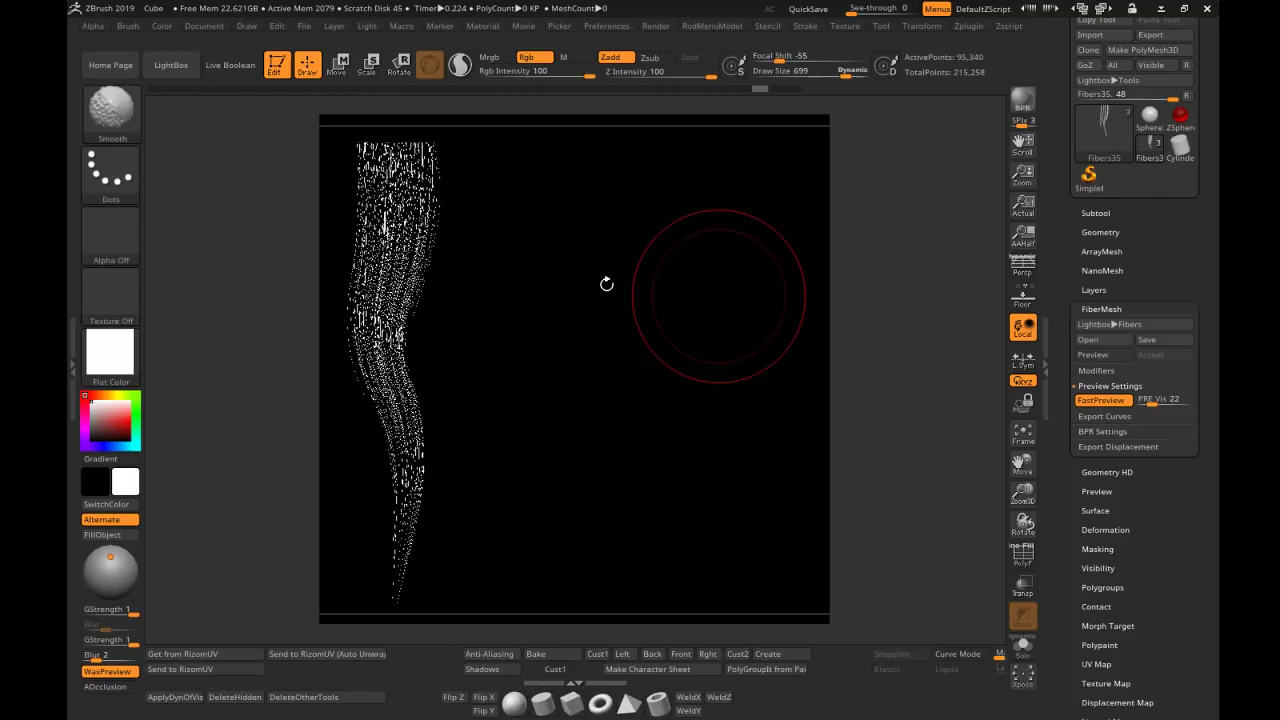 ZBrush 2019 Cube ● Free Mem 22.621GB ● Active Mem 2079 ● Scratch Disk 45 ● Timer▶0.224 ● PolyCount▶0 KP ● MeshCount▶0 AC QuickSave See-through 0 Menus DefaultZScript
Alpha Brush Color Document Draw Edit File Layer Light Macro Marker Material Movie Picker Preferences Render RodMenuModel Stencil Stroke Texture Tool Transform Zplugin Zscript
Copy Tool Paste Tool
Import Export
Clone Make PolyMesh3D
GoZ All Visible R
Lightbox▶Tools
Fibers35. 48 R
3
Fibers35 Sphere ZSpher
3
Fibers3 Cylinde
Simplel
Home Page LightBox Live Boolean Edit Draw Move Scale Rotate
Mrgb Rgb M
Rgb Intensity 100
Zadd Zsub Zcut
Z Intensity 100
S
Focal Shift -55
Draw Size 699 Dynamic
D
ActivePoints: 95,340
TotalPoints: 215,258
Smooth
Dots
Alpha Off
Texture Off
Flat Color
Gradient
SwitchColor
Alternate
FillObject
GStrength 1
Blur
GStrength 1
Blur 2
WaxPreview
AOcclusion
BPR
SPix 3
Scroll
Zoom
Actual
AAHalf
Dynamic
Persp
Floor
Local
L.Sym
XYZ
Frame
Move
Zoom3D
Rotate
PolyF
Transp
Ghost
Dynamic
Solo
Xpose
Subtool
Geometry
ArrayMesh
NanoMesh
Layers
FiberMesh
Lightbox▶Fibers
Open Save
Preview Accept
Modifiers
Preview Settings
FastPreview PRE Vis 22
Export Curves
BPR Settings
Export Displacement
Geometry HD
Preview
Surface
Deformation
Masking
Visibility
Polygroups
Contact
Morph Target
Polypaint
UV Map
Texture Map
Displacement Map
Get from RizomUV Send to RizomUV (Auto Unwrap Anti-Aliasing Bake Cust1 Left Back Front Rght Cust2 Create Snapshot Curve Mode
Send to RizomUV Shadows Cust1 Make Character Sheet PolyGroupIt from Pai Elastic Liquid
ApplyDynOfVis DeleteHidden DeleteOtherTools Flip Z Flip X WeldX WeldZ
Flip Y WeldY